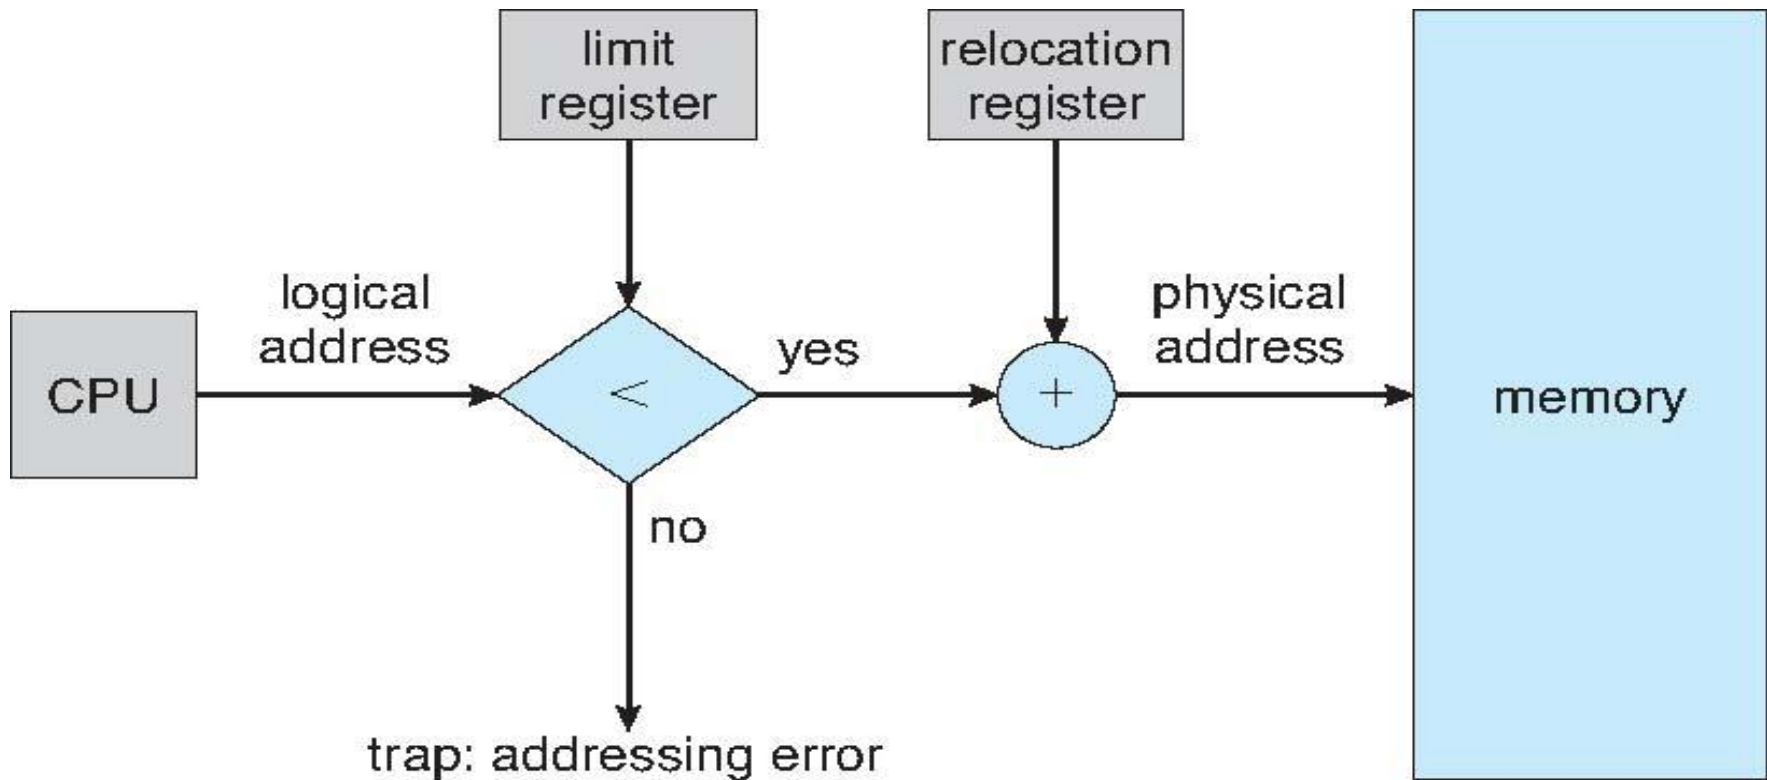 limit
register
relocation
register
logical
address
physical
address
CPU
<
yes
+
memory
no
trap: addressing error